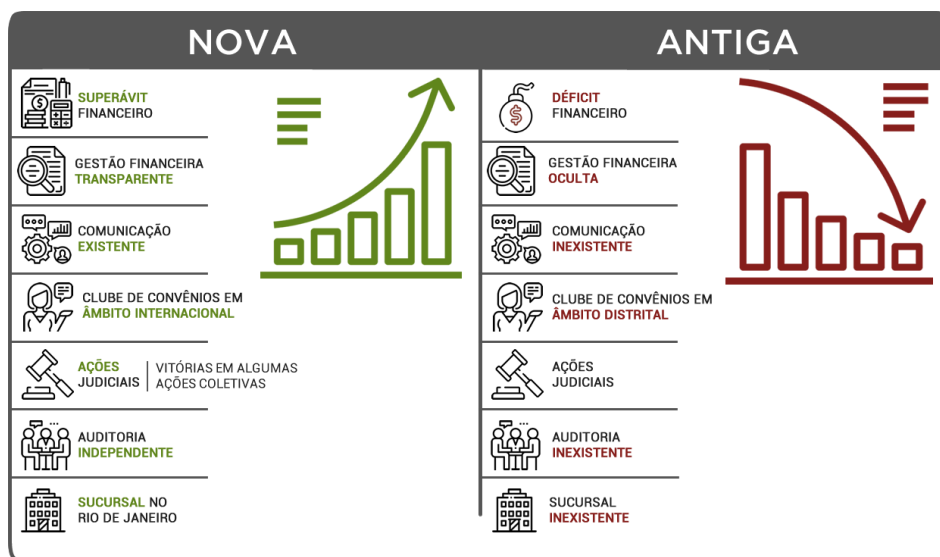 NOVA
SUPERÁVIT
FINANCEIRO
GESTÃO FINANCEIRA
TRANSPARENTE
COMUNICAÇÃO
EXISTENTE
CLUBE DE CONVÊNIOS EM
ÂMBITO INTERNACIONAL
AÇÕES
JUDICIAIS
VITÓRIAS EM ALGUMAS
AÇÕES COLETIVAS
AUDITORIA
INDEPENDENTE
SUCURSAL NO
RIO DE JANEIRO
ANTIGA
DÉFICIT
FINANCEIRO
GESTÃO FINANCEIRA
OCULTA
COMUNICAÇÃO
INEXISTENTE
CLUBE DE CONVÊNIOS EM
ÂMBITO DISTRITAL
AÇÕES
JUDICIAIS
AUDITORIA
INEXISTENTE
SUCURSAL
INEXISTENTE